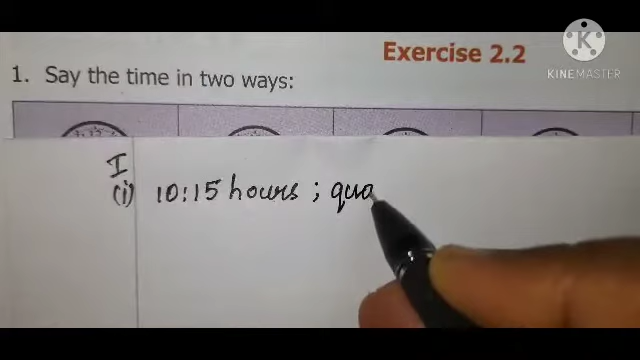 Exercise 2.2
K
KINEMASTER
1. Say the time in two ways:
I
(i) 10:15 hours ; qua